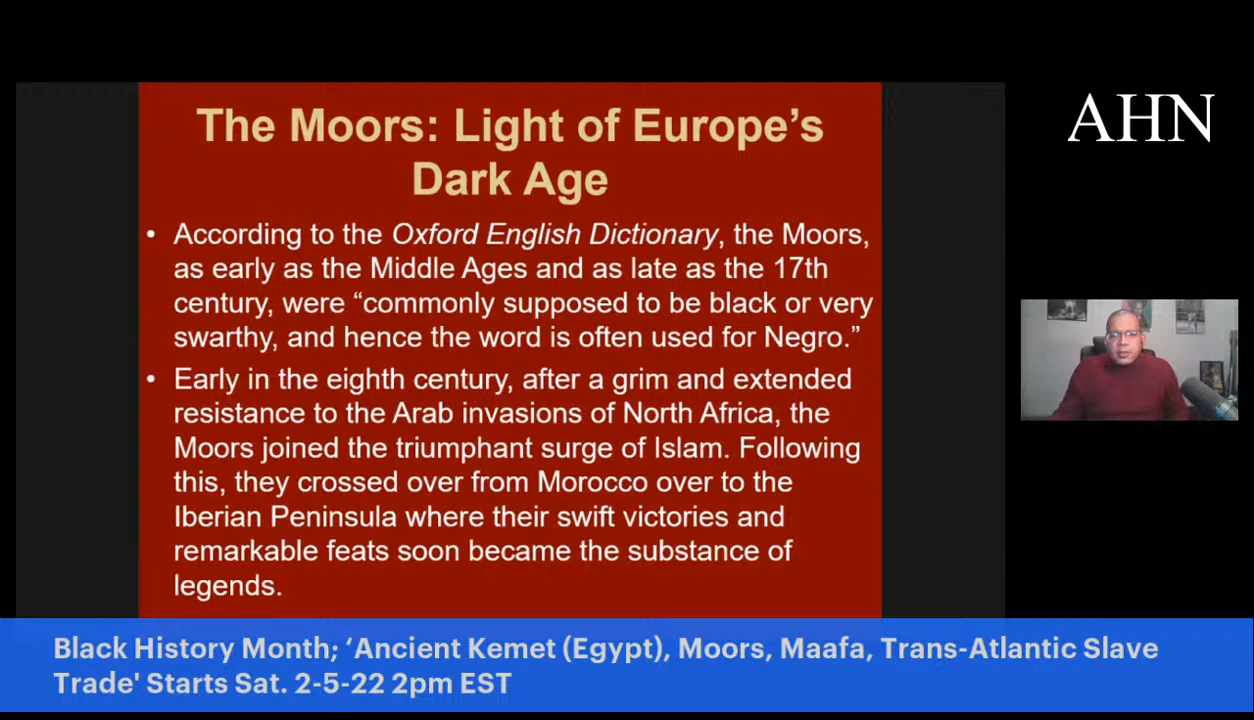 The Moors: Light of Europe’s
Dark Age
AHN
• According to the Oxford English Dictionary, the Moors,
as early as the Middle Ages and as late as the 17th
century, were “commonly supposed to be black or very
swarthy, and hence the word is often used for Negro.”
• Early in the eighth century, after a grim and extended
resistance to the Arab invasions of North Africa, the
Moors joined the triumphant surge of Islam. Following
this, they crossed over from Morocco over to the
Iberian Peninsula where their swift victories and
remarkable feats soon became the substance of
legends.
Black History Month; ‘Ancient Kemet (Egypt), Moors, Maafa, Trans-Atlantic Slave
Trade' Starts Sat. 2-5-22 2pm EST